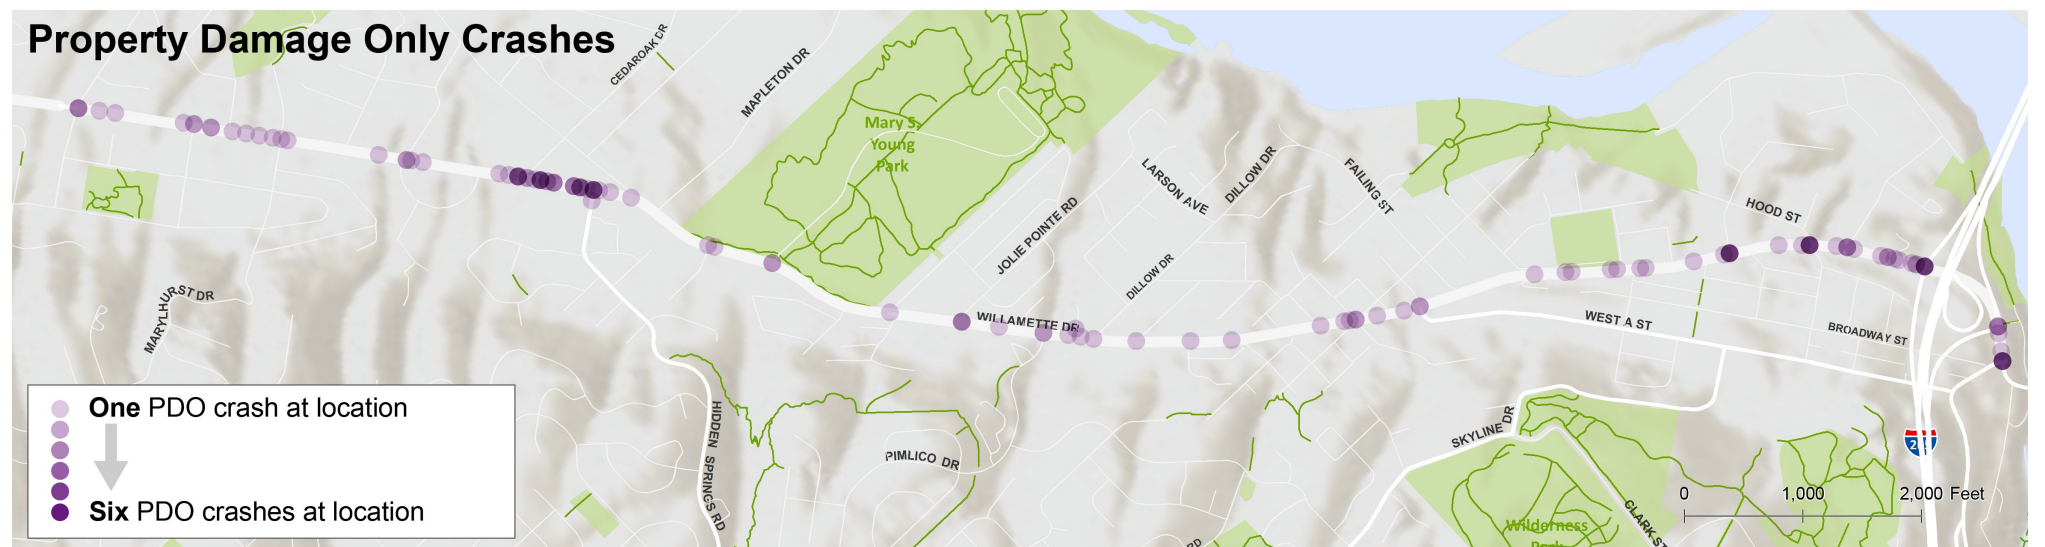 Property Damage Only Crashes
CEDAROAK DR
MAPLETON DR
Mary S.
Young
Park
LARSON AVE
DILLOW DR
FAILING ST
JOLIE POINTE RD
DILLOW DR
HOOD ST
MARYLHURST DR
WILLAMETTE DR
WEST A ST
BROADWAY ST
One PDO crash at location
Six PDO crashes at location
HIDDEN SPRINGS RD
PIMLICO DR
SKYLINE DR
CLARK ST
Wilderness
Park
RD
0 1,000 2,000 Feet